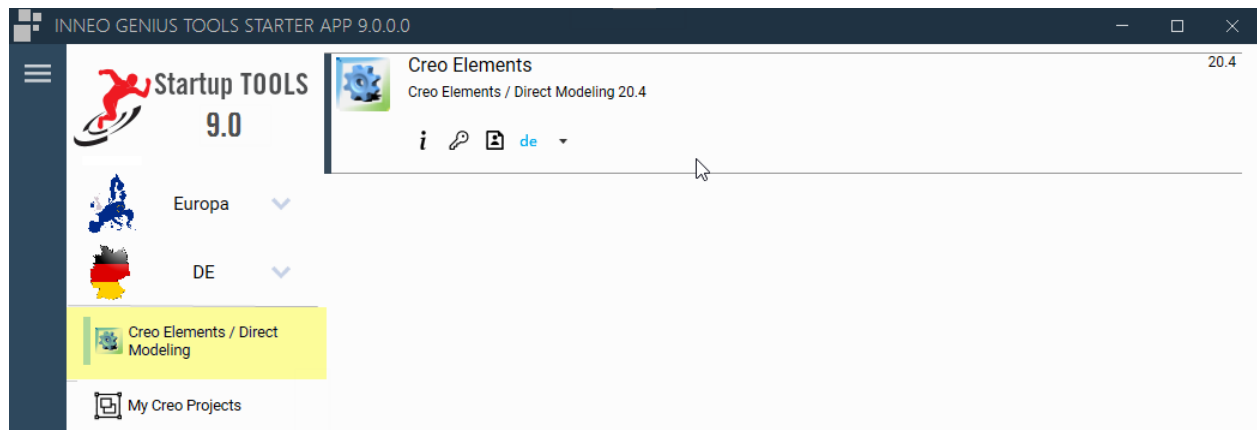 INNEO GENIUS TOOLS STARTER APP 9.0.0.0
Startup TOOLS
9.0
Europa
DE
Creo Elements / Direct
Modeling
My Creo Projects
Creo Elements
20.4
Creo Elements / Direct Modeling 20.4
i
de